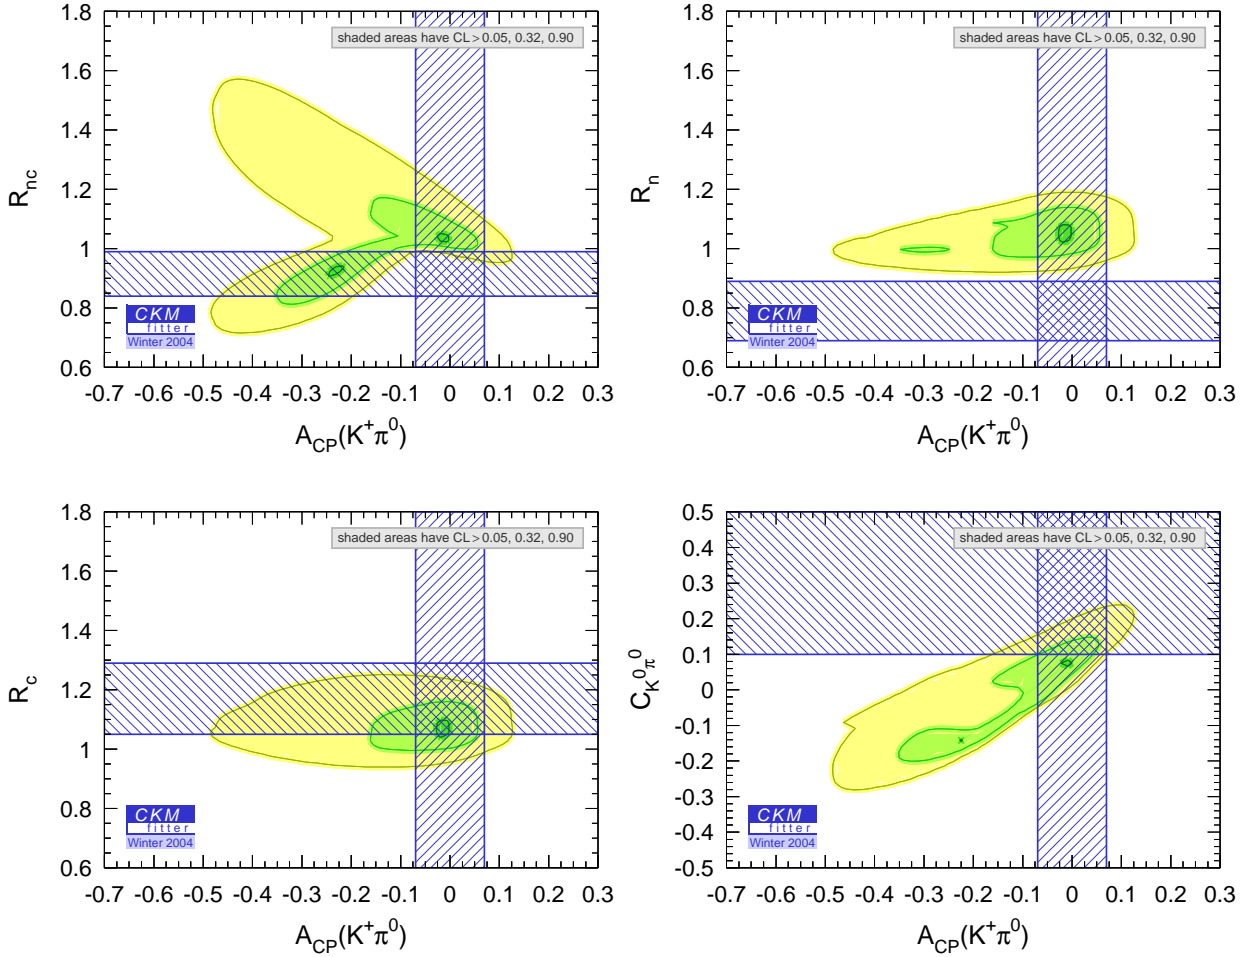 shaded areas have CL > 0.05, 0.32, 0.90
R_nc
1.8
1.6
1.4
1.2
1
0.8
0.6
CKM
fitter
Winter 2004
-0.7 -0.6 -0.5 -0.4 -0.3 -0.2 -0.1 0 0.1 0.2 0.3
A_CP(K^+π^0)
shaded areas have CL > 0.05, 0.32, 0.90
R_n
1.8
1.6
1.4
1.2
1
0.8
0.6
CKM
fitter
Winter 2004
-0.7 -0.6 -0.5 -0.4 -0.3 -0.2 -0.1 0 0.1 0.2 0.3
A_CP(K^+π^0)
shaded areas have CL > 0.05, 0.32, 0.90
R_c
1.8
1.6
1.4
1.2
1
0.8
0.6
CKM
fitter
Winter 2004
-0.7 -0.6 -0.5 -0.4 -0.3 -0.2 -0.1 0 0.1 0.2 0.3
A_CP(K^+π^0)
shaded areas have CL > 0.05, 0.32, 0.90
C_K^0π^0
0.5
0.4
0.3
0.2
0.1
0
-0.1
-0.2
-0.3
-0.4
-0.5
CKM
fitter
Winter 2004
-0.7 -0.6 -0.5 -0.4 -0.3 -0.2 -0.1 0 0.1 0.2 0.3
A_CP(K^+π^0)